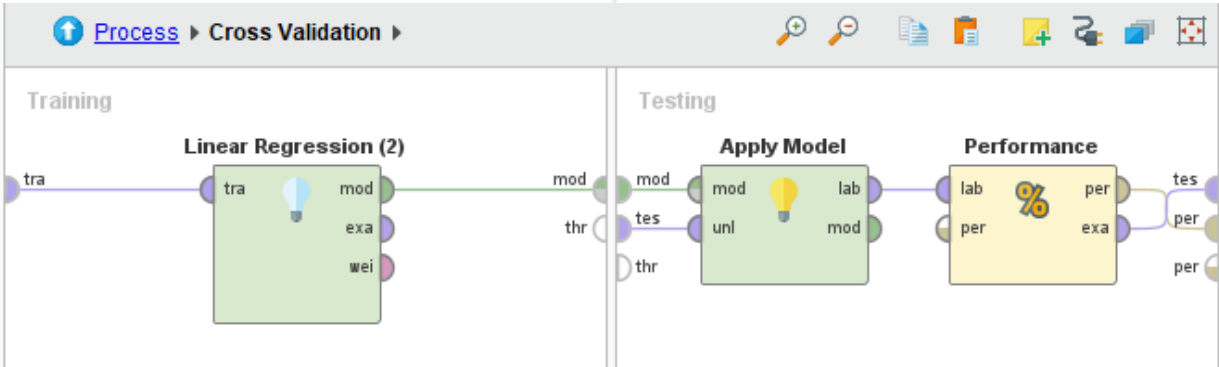 Process ▸ Cross Validation ▸
Training
Testing
Linear Regression (2)
tra
tra
mod
exa
wei
mod
thr
Apply Model
mod
tes
thr
mod
unl
lab
mod
Performance
%
lab
per
per
exa
tes
per
per